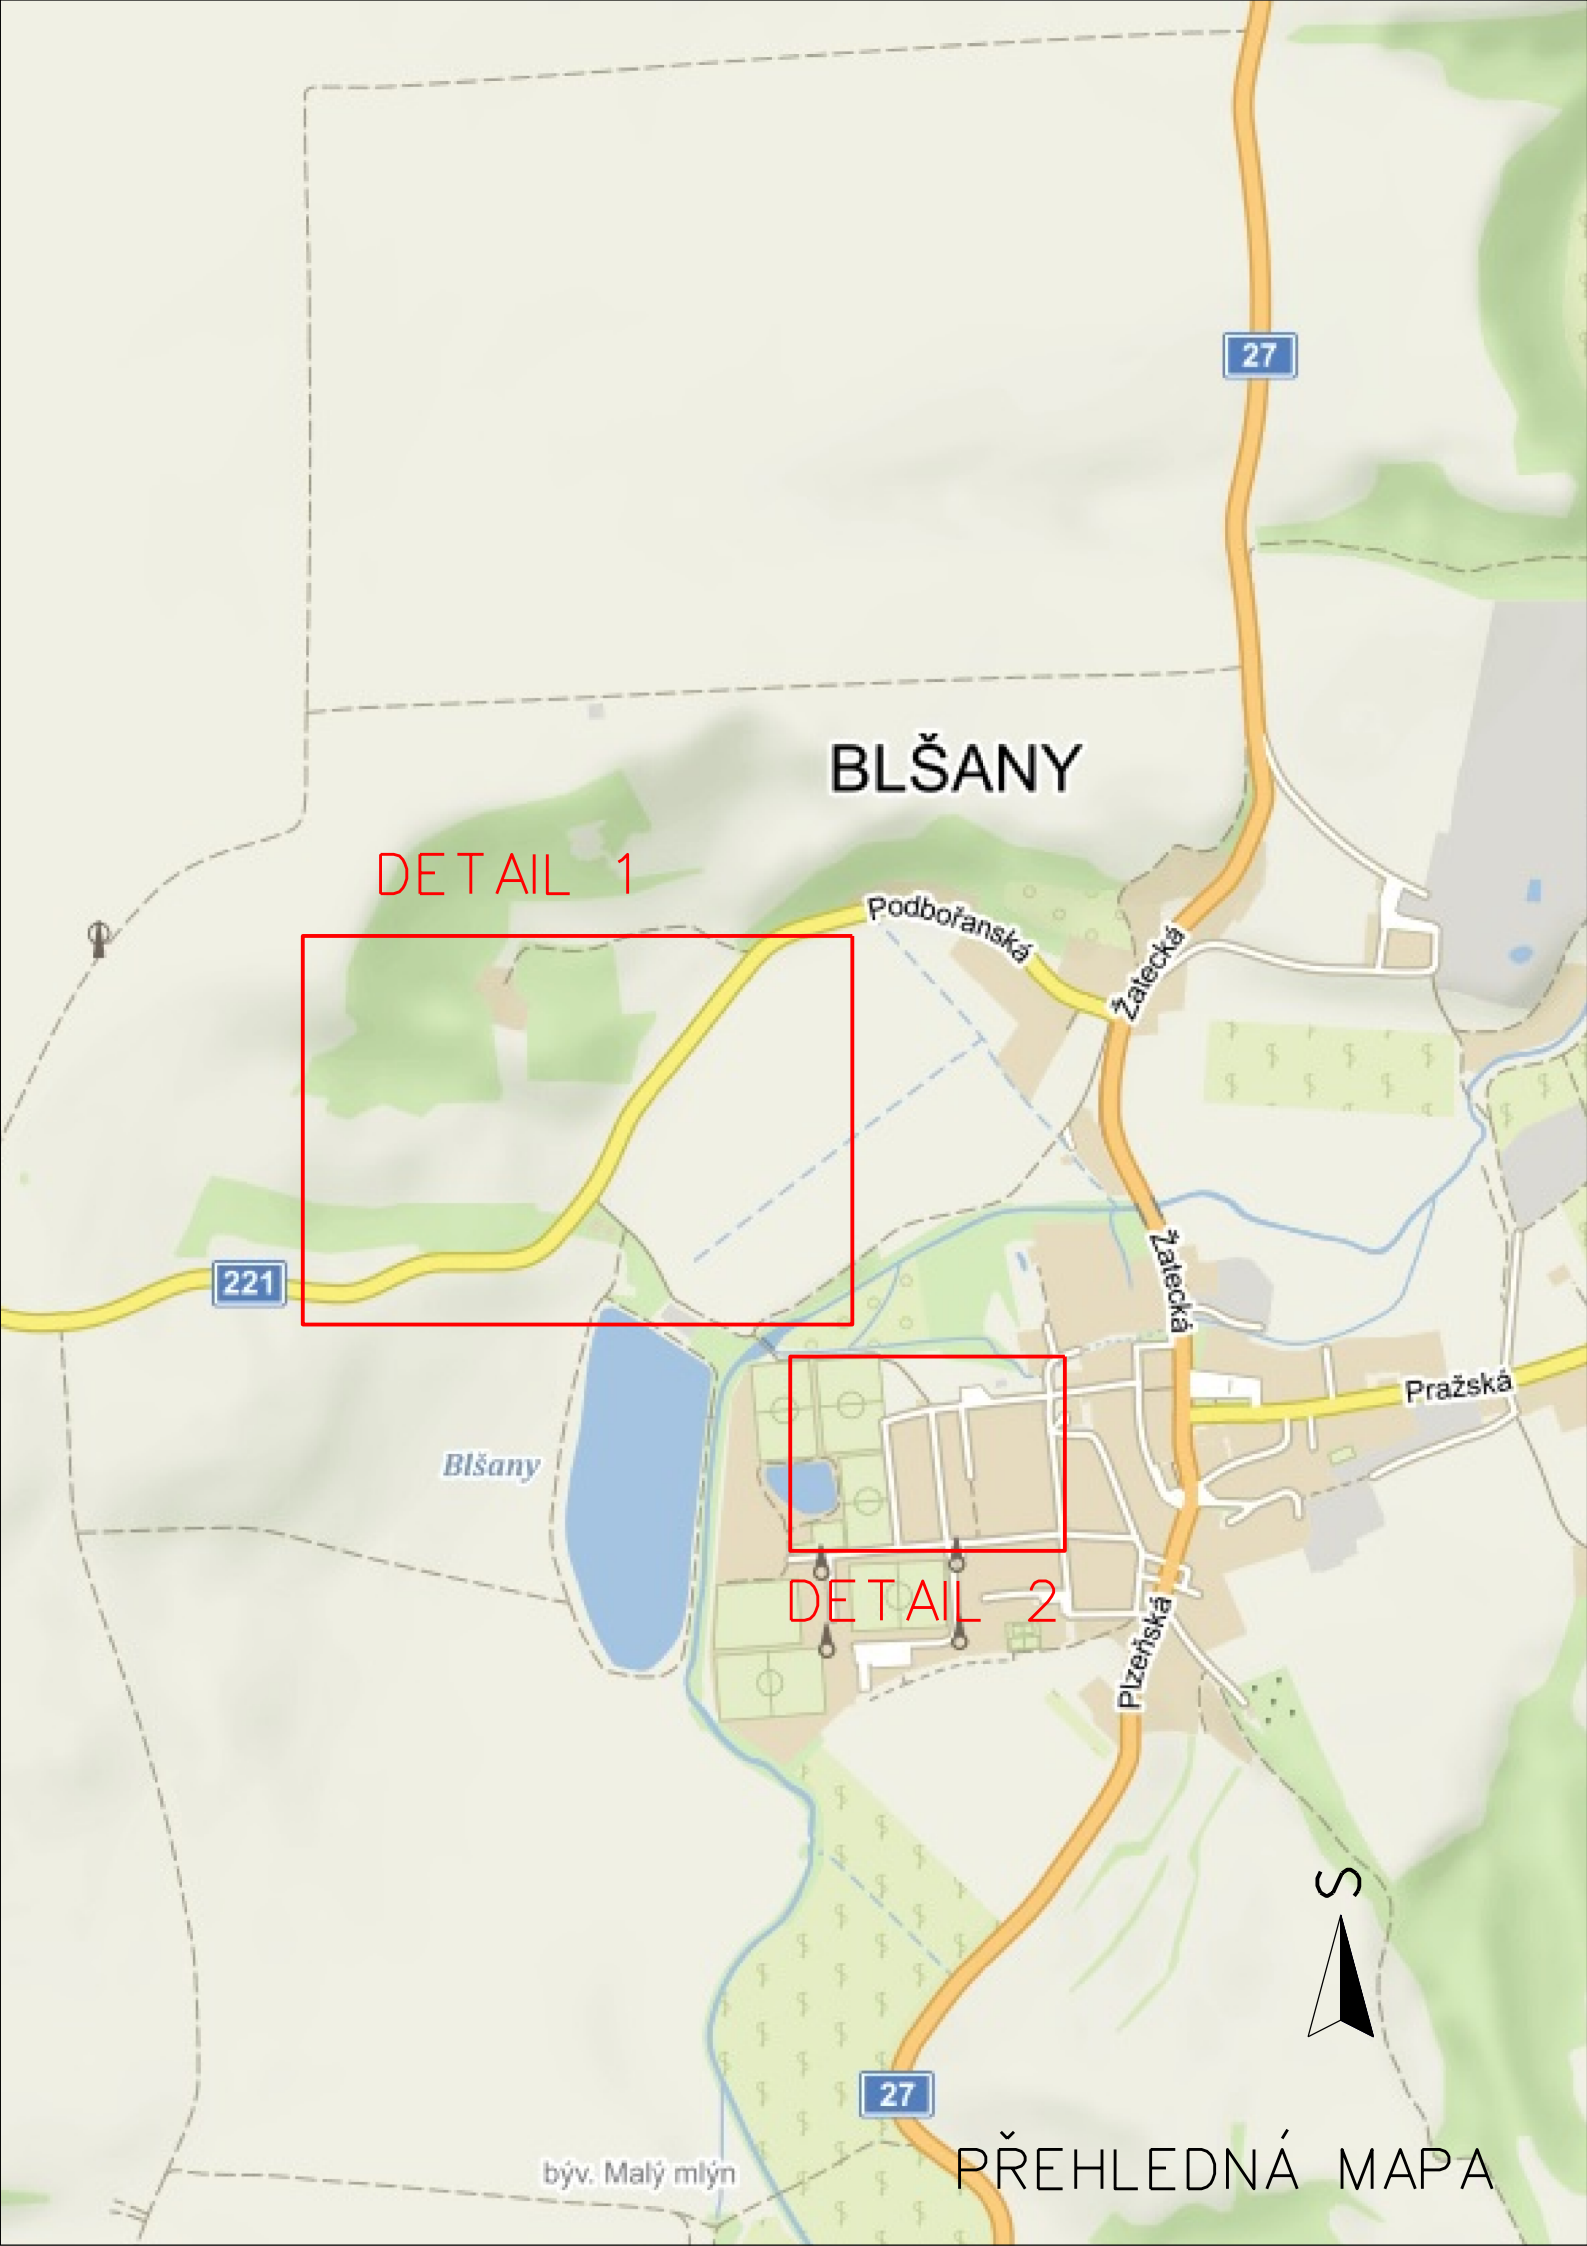 27
BLŠANY
DETAIL 1
Podbořanská
Žatecká
221
Žatecká
Pražská
Blšany
DETAIL 2
Plzeňská
S
27
býv. Malý mlýn
PŘEHLEDNÁ MAPA